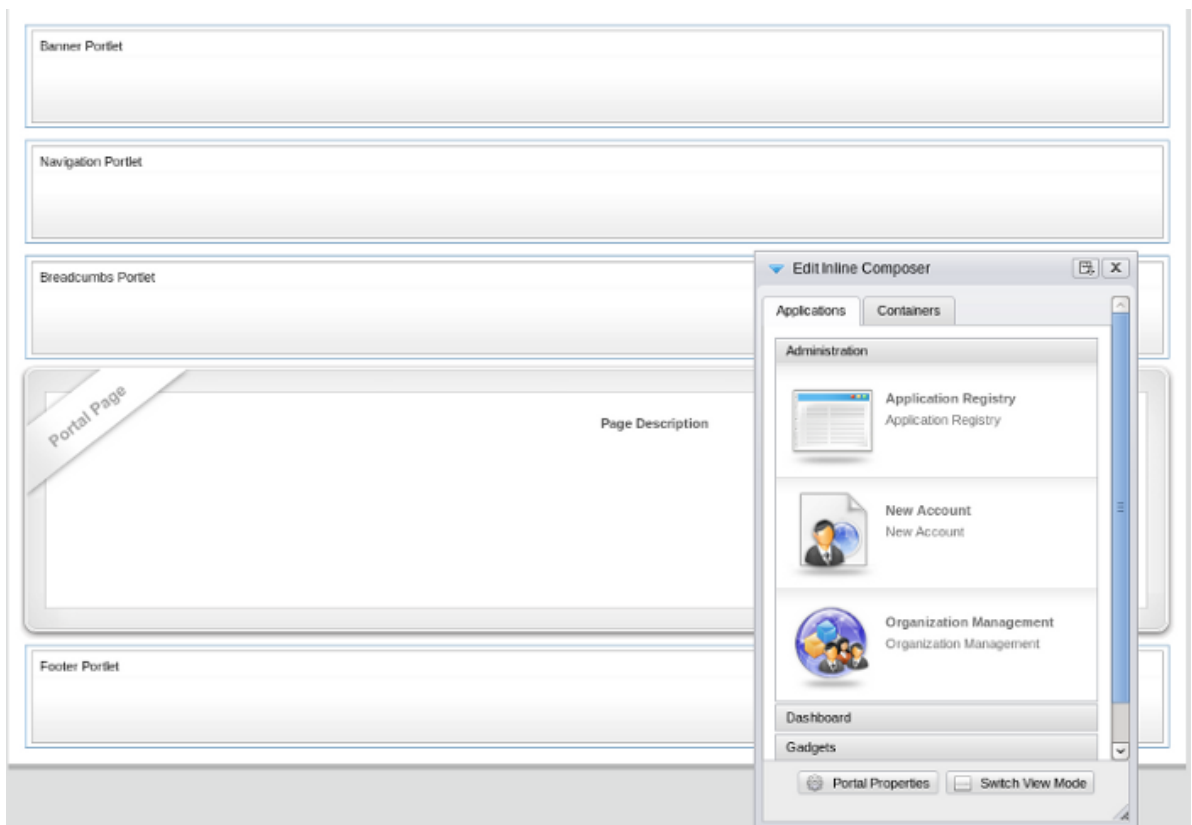 Banner Portlet
Navigation Portlet
Breadcumbs Portlet
Portal Page
Page Description
Footer Portlet
Edit Inline Composer
Applications Containers
Administration
Application Registry
Application Registry
New Account
New Account
Organization Management
Organization Management
Dashboard
Gadgets
Portal Properties Switch View Mode